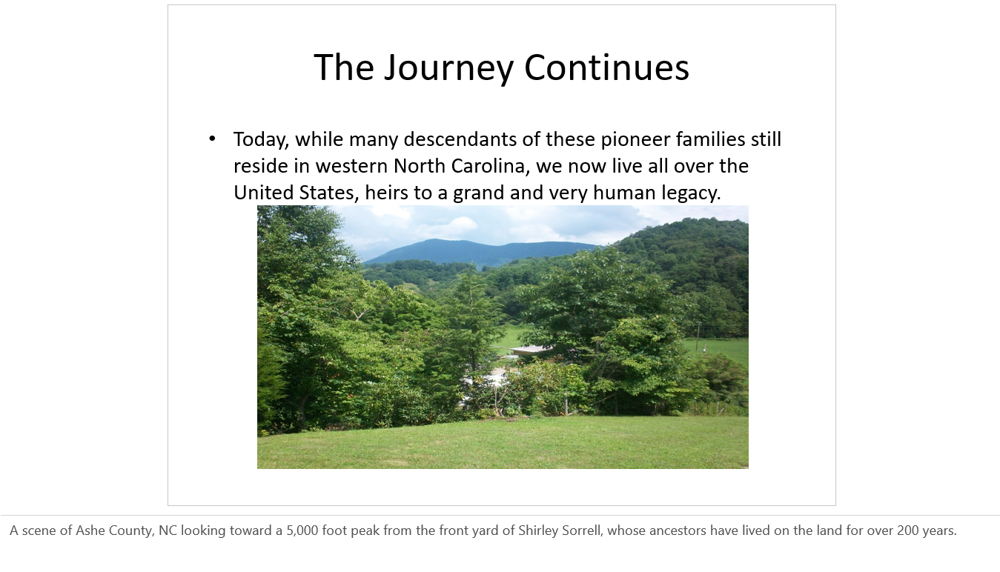 The Journey Continues
• Today, while many descendants of these pioneer families still
reside in western North Carolina, we now live all over the
United States, heirs to a grand and very human legacy.
A scene of Ashe County, NC looking toward a 5,000 foot peak from the front yard of Shirley Sorrell, whose ancestors have lived on the land for over 200 years.